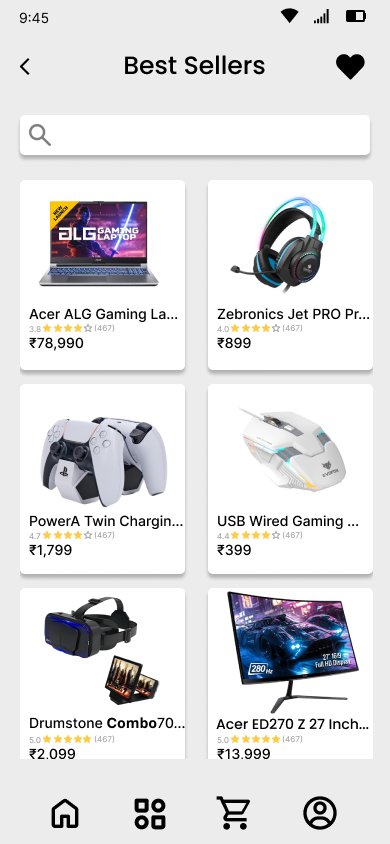 9:45
Best Sellers
NEW LAUNCH
ALG GAMING LAPTOP
Acer ALG Gaming La...
3.8 (467)
₹78,990
Zebronics Jet PRO Pr...
4.0 (467)
₹899
PowerA Twin Chargin...
4.7 (467)
₹1,799
USB Wired Gaming ...
4.4 (467)
₹399
Drumstone Combo70...
5.0 (467)
₹2,099
280 Hz
27" 16:9
Full HD Display
Acer ED270 Z 27 Inch...
5.0 (467)
₹13,999